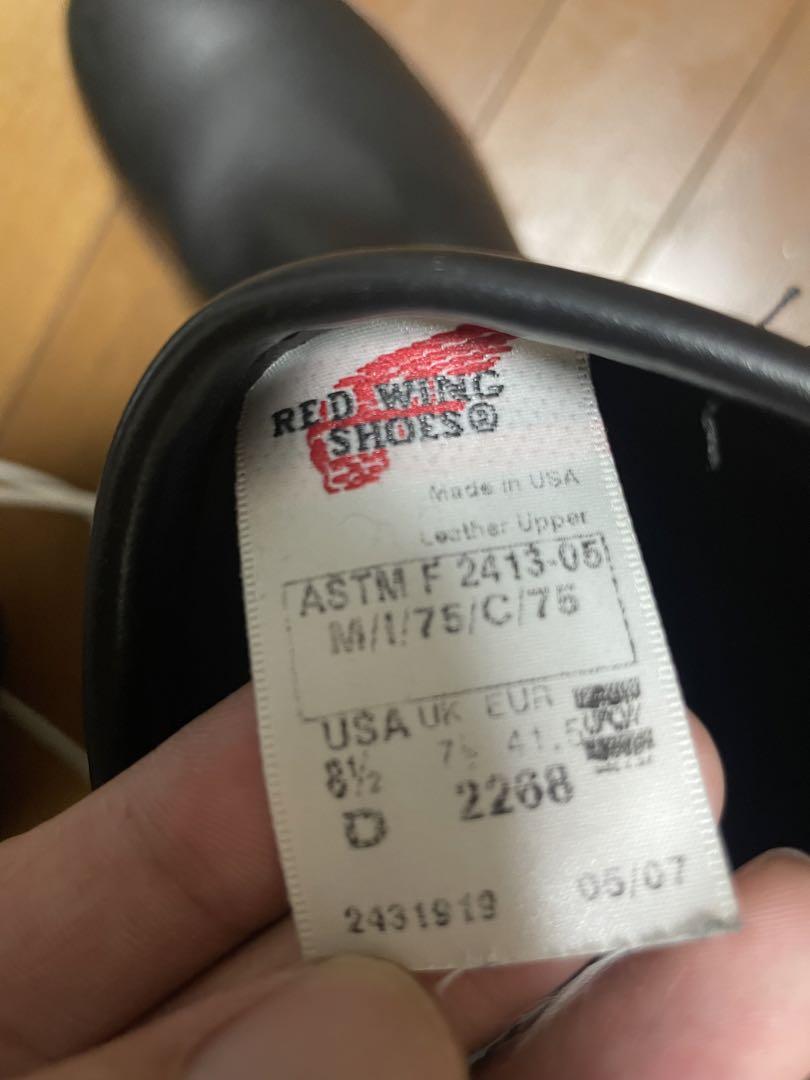 RED WING
SHOES®
Made in USA
Leather Upper
ASTM F 2413-05
M/I/75/C/75
USA UK EUR
8½ 7½ 41.5
D 2268
2431919 05/07